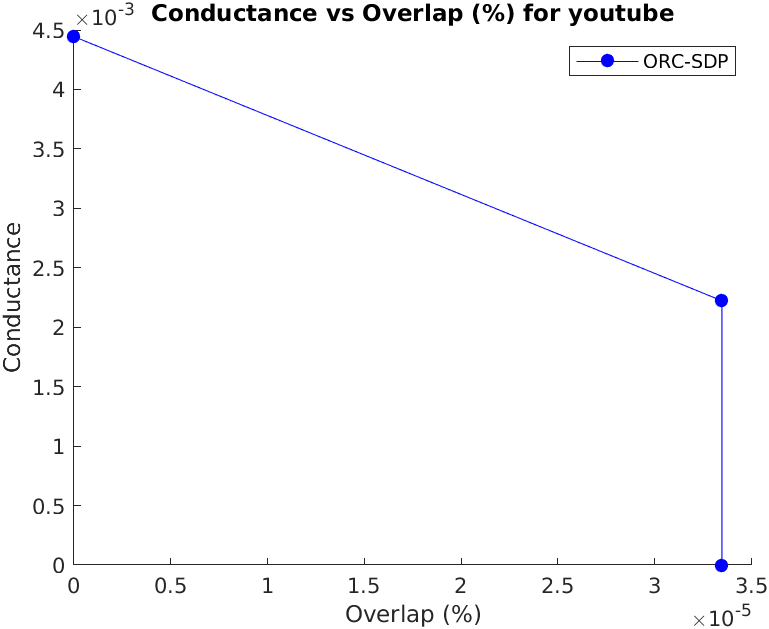 Conductance vs Overlap (%) for youtube
×10⁻³
4.5
4
3.5
3
2.5
2
1.5
1
0.5
0
Conductance
ORC-SDP
0 0.5 1 1.5 2 2.5 3 3.5
Overlap (%)
×10⁻⁵